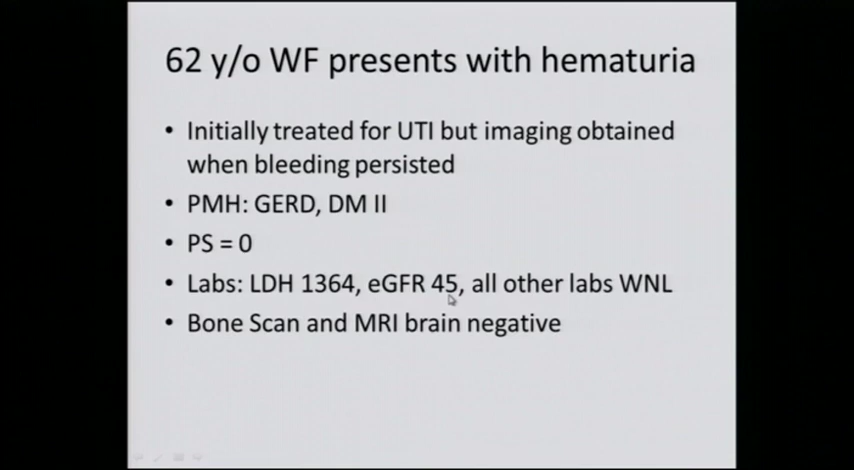 62 y/o WF presents with hematuria
• Initially treated for UTI but imaging obtained
when bleeding persisted
• PMH: GERD, DM II
• PS = 0
• Labs: LDH 1364, eGFR 45, all other labs WNL
• Bone Scan and MRI brain negative